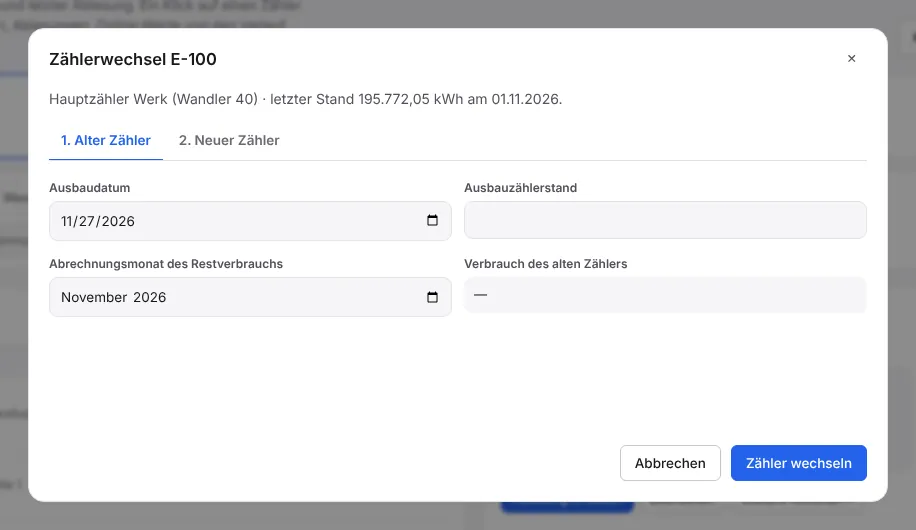 Zählerwechsel E-100
×
Hauptzähler Werk (Wandler 40) · letzter Stand 195.772,05 kWh am 01.11.2026.
1. Alter Zähler 2. Neuer Zähler
Ausbaudatum Ausbauzählerstand
11/27/2026
Abrechnungsmonat des Restverbrauchs Verbrauch des alten Zählers
November 2026 —
Abbrechen Zähler wechseln